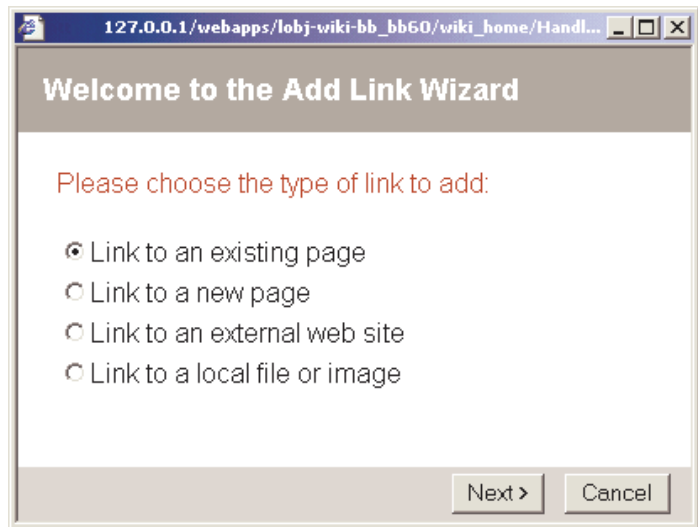 127.0.0.1/webapps/lobj-wiki-bb_bb60/wiki_home/Handl...
Welcome to the Add Link Wizard
Please choose the type of link to add:
Link to an existing page
Link to a new page
Link to an external web site
Link to a local file or image
Next >
Cancel